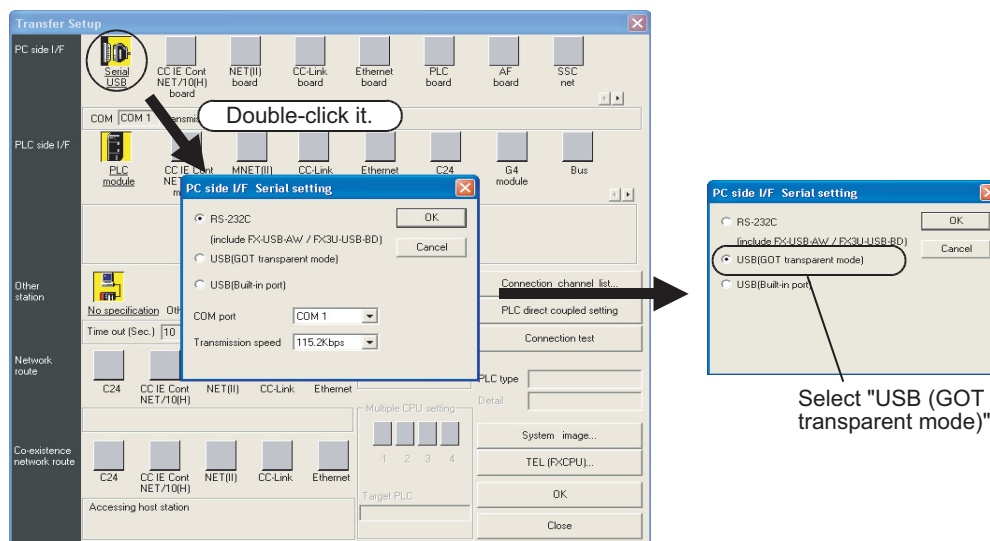 Transfer Setup
PC side I/F
Serial
USB
CC IE Cont
NET/10(H)
board
NET(II)
board
CC-Link
board
Ethernet
board
PLC
board
AF
board
SSC
net
COM
COM 1
Double-click it.
PLC side I/F
PLC
module
CC IE Cont
MNET(II)
CC-Link
Ethernet
C24
G4
module
Bus
PC side I/F Serial setting
RS-232C
(include FX-USB-AW / FX3U-USB-BD)
USB(GOT transparent mode)
USB(Built-in port)
COM port
COM 1
Transmission speed
115.2Kbps
OK
Cancel
Other
station
No specification
Time out (Sec.)
10
Connection channel list...
PLC direct coupled setting
Connection test
PLC type
Detail
System image...
TEL (FXCPU)...
OK
Close
Network
route
C24
CC IE Cont
NET/10(H)
NET(II)
CC-Link
Ethernet
Multiple CPU setting
1 2 3 4
Target PLC
Co-existence
network route
C24
CC IE Cont
NET/10(H)
NET(II)
CC-Link
Ethernet
Accessing host station
PC side I/F Serial setting
RS-232C
(include FX-USB-AW / FX3U-USB-BD)
USB(GOT transparent mode)
USB(Built-in port)
OK
Cancel
Select "USB (GOT
transparent mode)"